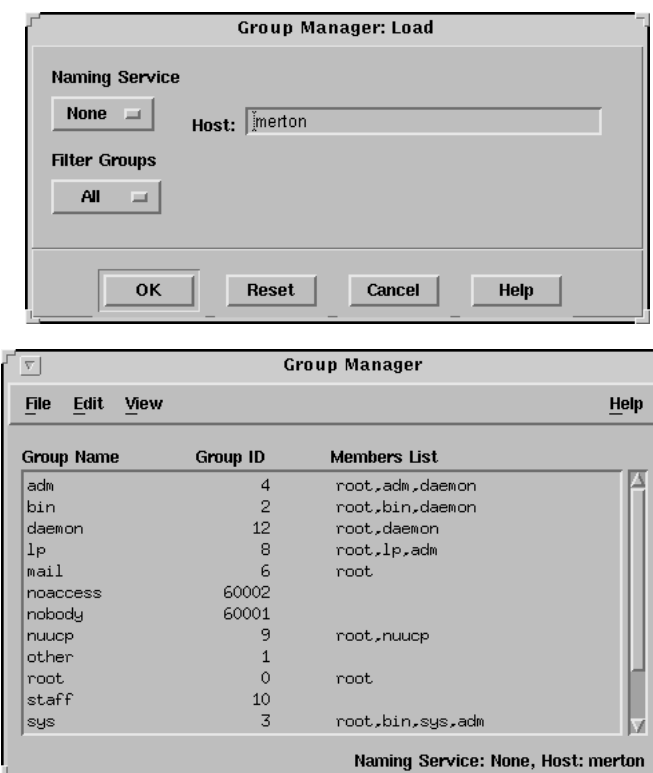 Group Manager: Load
Naming Service
None
Host: merton
Filter Groups
All
OK Reset Cancel Help
Group Manager
File Edit View Help
Group Name Group ID Members List
adm 4 root,adm,daemon
bin 2 root,bin,daemon
daemon 12 root,daemon
lp 8 root,lp,adm
mail 6 root
noaccess 60002
nobody 60001
nuucp 9 root,nuucp
other 1
root 0 root
staff 10
sys 3 root,bin,sys,adm
Naming Service: None, Host: merton